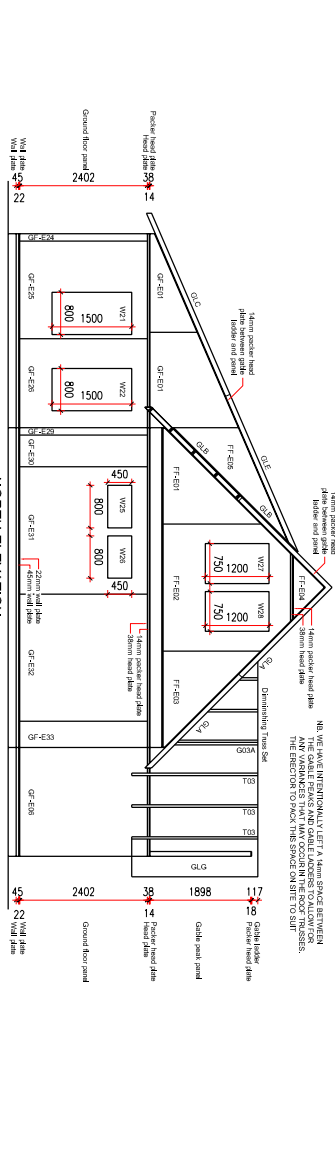 14mm packer head
plate between gable
ladder and panel
14mm packer head
plate between gable
ladder and panel
NB. WE HAVE INTENTIONALLY LEFT A 14mm SPACE BETWEEN
THE GABLE PEAKS AND GABLE LADDERS TO ALLOW FOR
ANY VARIANCES THAT MAY OCCUR IN THE ROOF TRUSSES.
THE ERECTOR TO PACK THIS SPACE ON SITE TO SUIT
14mm packer head plate
38mm head plate
GLC
GLE
GLB
GLB
GLA
GLA
Diminishing Truss Set
FF-E04
FF-E05
FF-E01
FF-E02
FF-E03
W27
1200
750
W28
1200
750
G03A
T03
T03
T03
GLG
Packer head plate
Head plate
38
14
Ground floor panel
2402
Wall plate
Wall plate
45
22
GF-E01
GF-E01
GF-E24
GF-E25
GF-E26
GF-E29
GF-E30
GF-E31
GF-E32
GF-E33
GF-E06
W21
1500
800
W22
1500
800
W25
450
800
W26
450
800
14mm packer head plate
38mm head plate
22mm wall plate
45mm wall plate
Gable ladder
Packer head plate
117
18
Gable peak panel
1898
Packer head plate
Head plate
38
14
Ground floor panel
2402
Wall plate
Wall plate
45
22